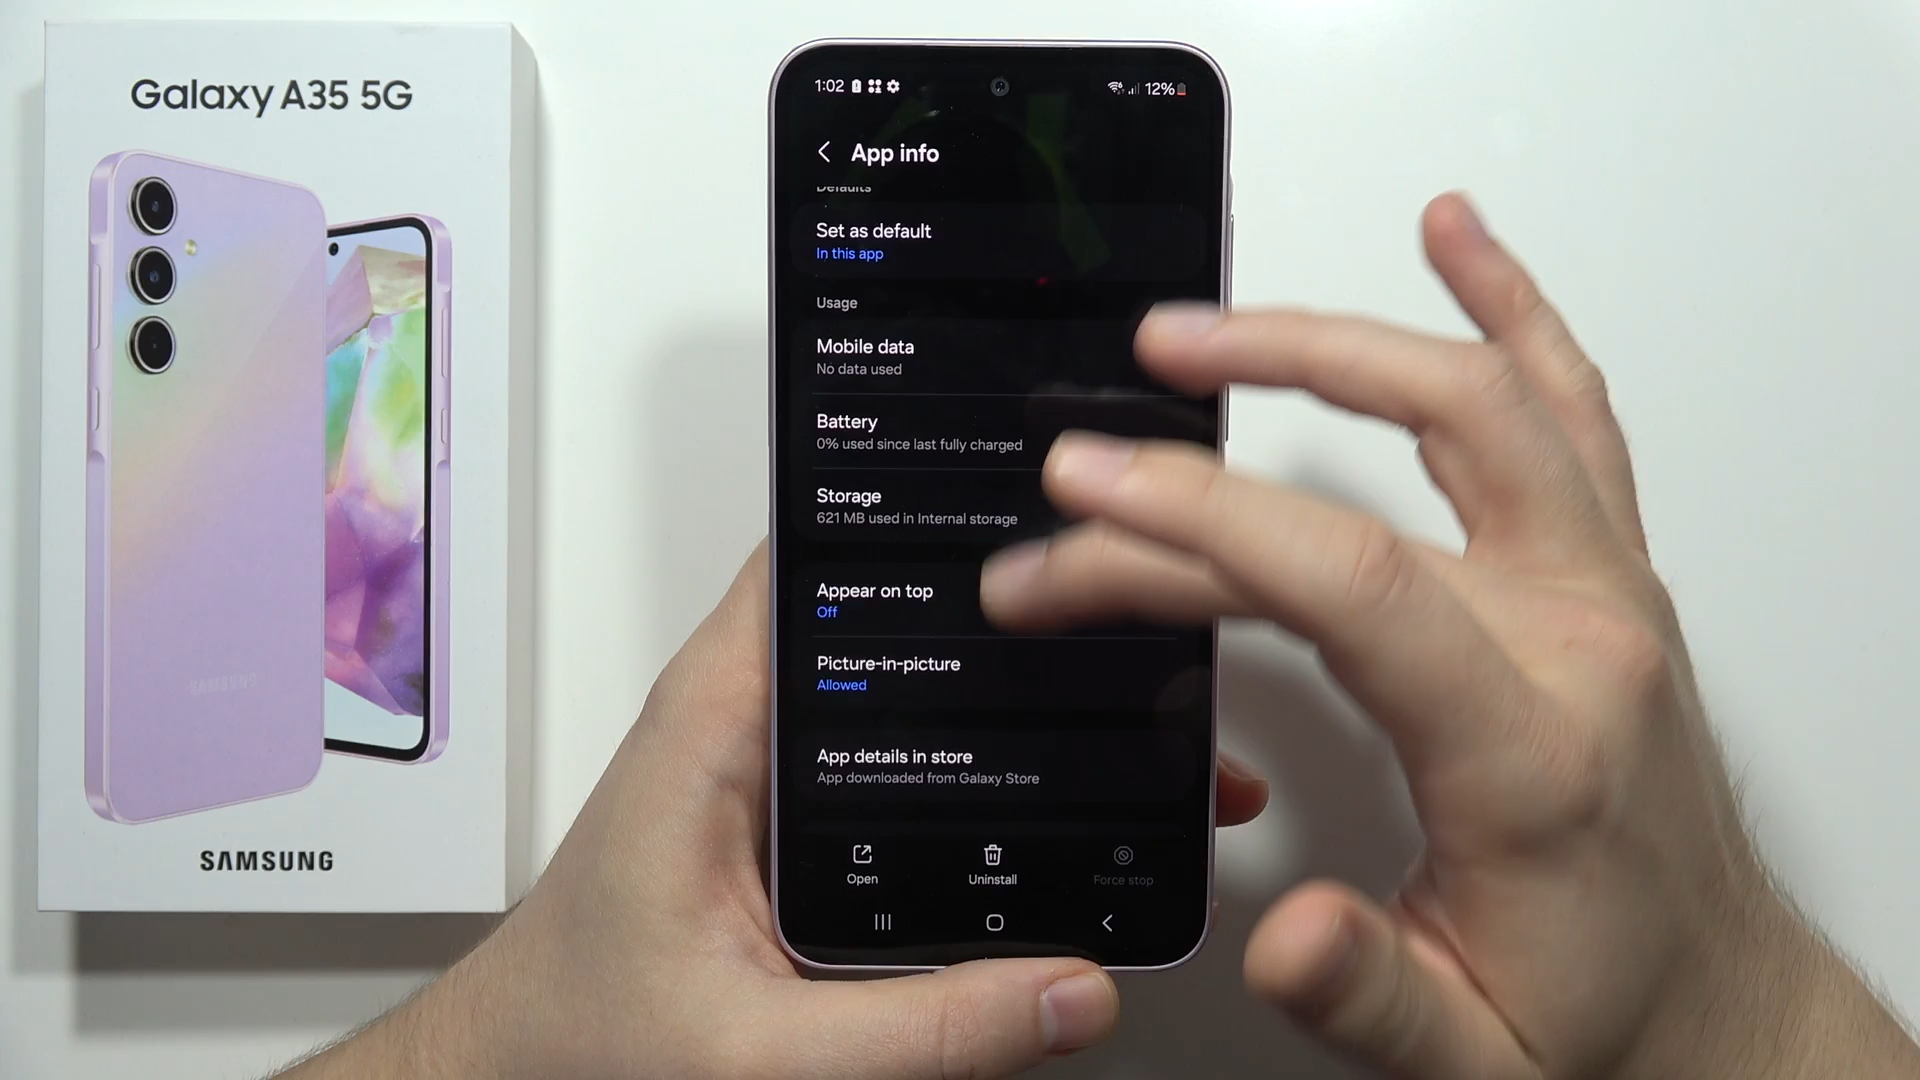 Galaxy A35 5G
SAMSUNG
SAMSUNG
1:02
12%
App info
Defaults
Set as default
In this app
Usage
Mobile data
No data used
Battery
0% used since last fully charged
Storage
621 MB used in Internal storage
Appear on top
Off
Picture-in-picture
Allowed
App details in store
App downloaded from Galaxy Store
Open
Uninstall
Force stop